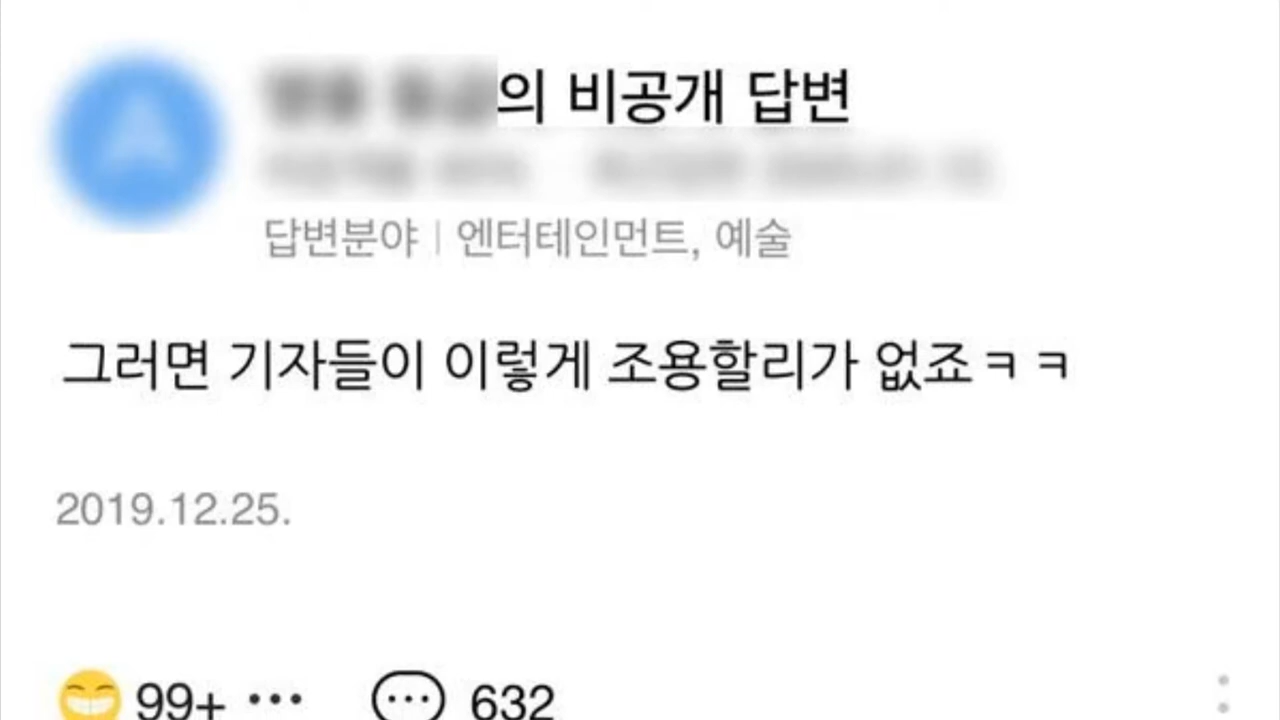 의 비공개 답변
답변분야 | 엔터테인먼트, 예술
그러면 기자들이 이렇게 조용할리가 없죠ㅋㅋ
2019.12.25.
99+ ··· 632